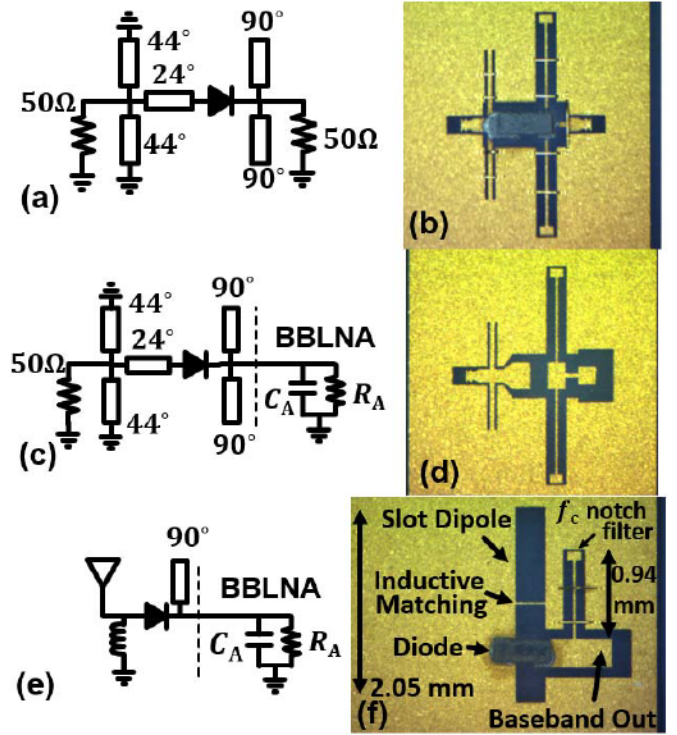 90°
44°
24°
50Ω
50Ω
44°
90°
(a)
(b)
90°
44°
24°
BBLNA
50Ω
C_A
R_A
44°
90°
(c)
(d)
90°
BBLNA
C_A
R_A
(e)
Slot Dipole
f_c notch
filter
Inductive
Matching
0.94
mm
Diode
2.05 mm
(f)
Baseband Out